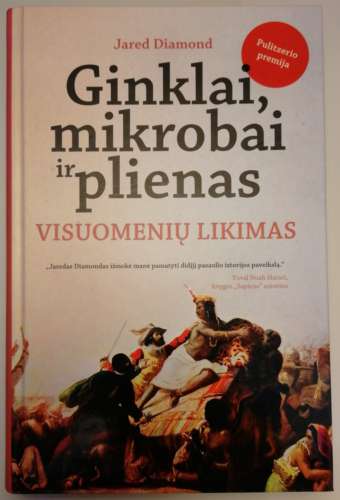 Jared Diamond
Pulitzerio
premija
Ginklai,
mikrobai
ir plienas
VISUOMENIŲ LIKIMAS
„Jaredas Diamondas išmokė mane pamatyti didįjį pasaulio istorijos paveikslą.“
Yuval Noah Harari,
knygos „Sapiens“ autorius